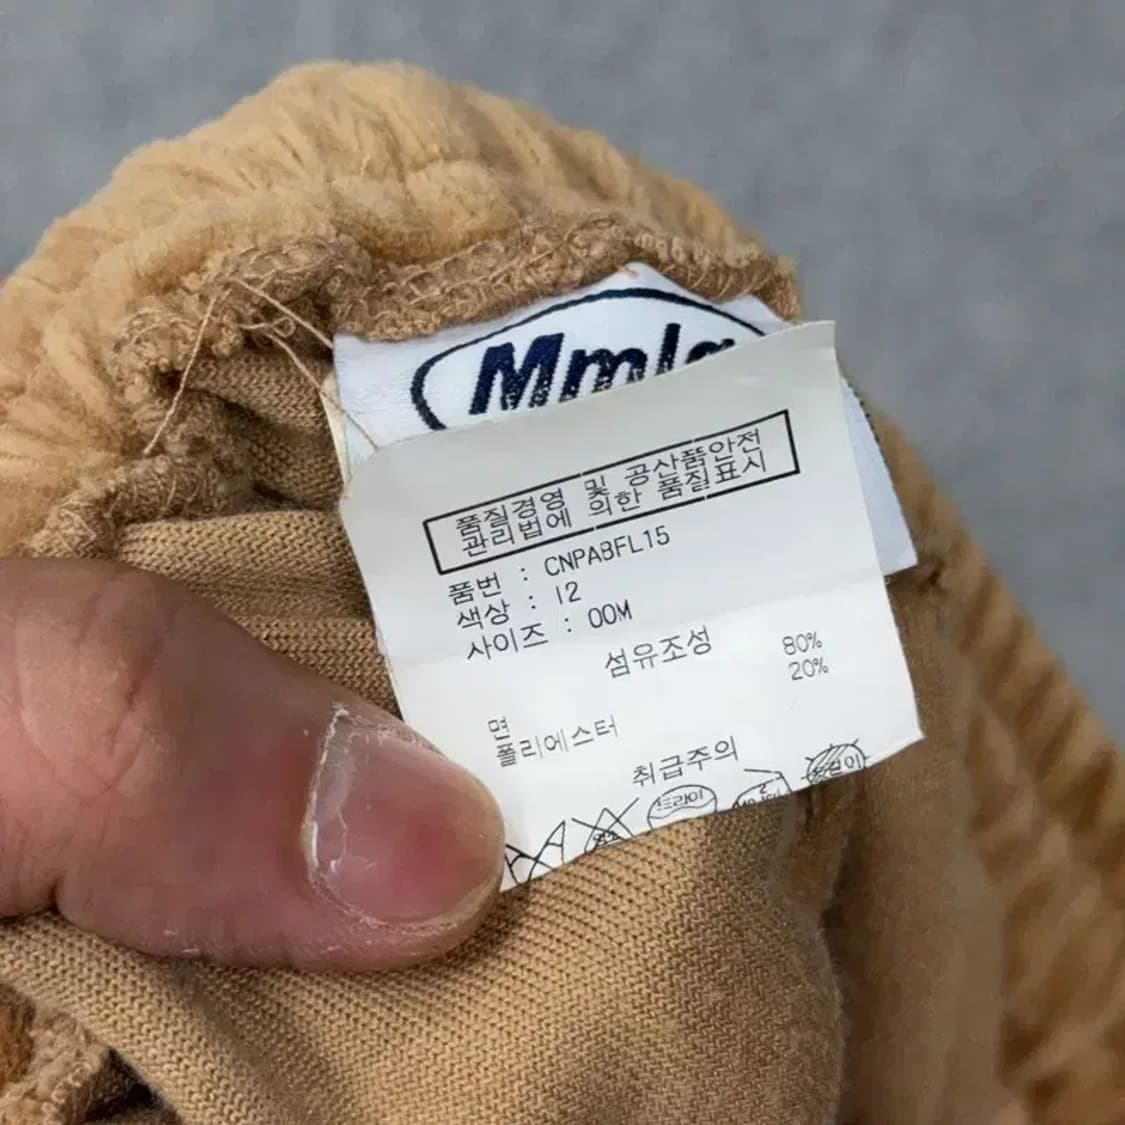 품질경영 및 공산품안전
관리법에 의한 품질표시
품번 : CNPABFL15
색상 : 12
사이즈 : 00M
섬유조성
80%
20%
면
폴리에스터
취급주의
드라이